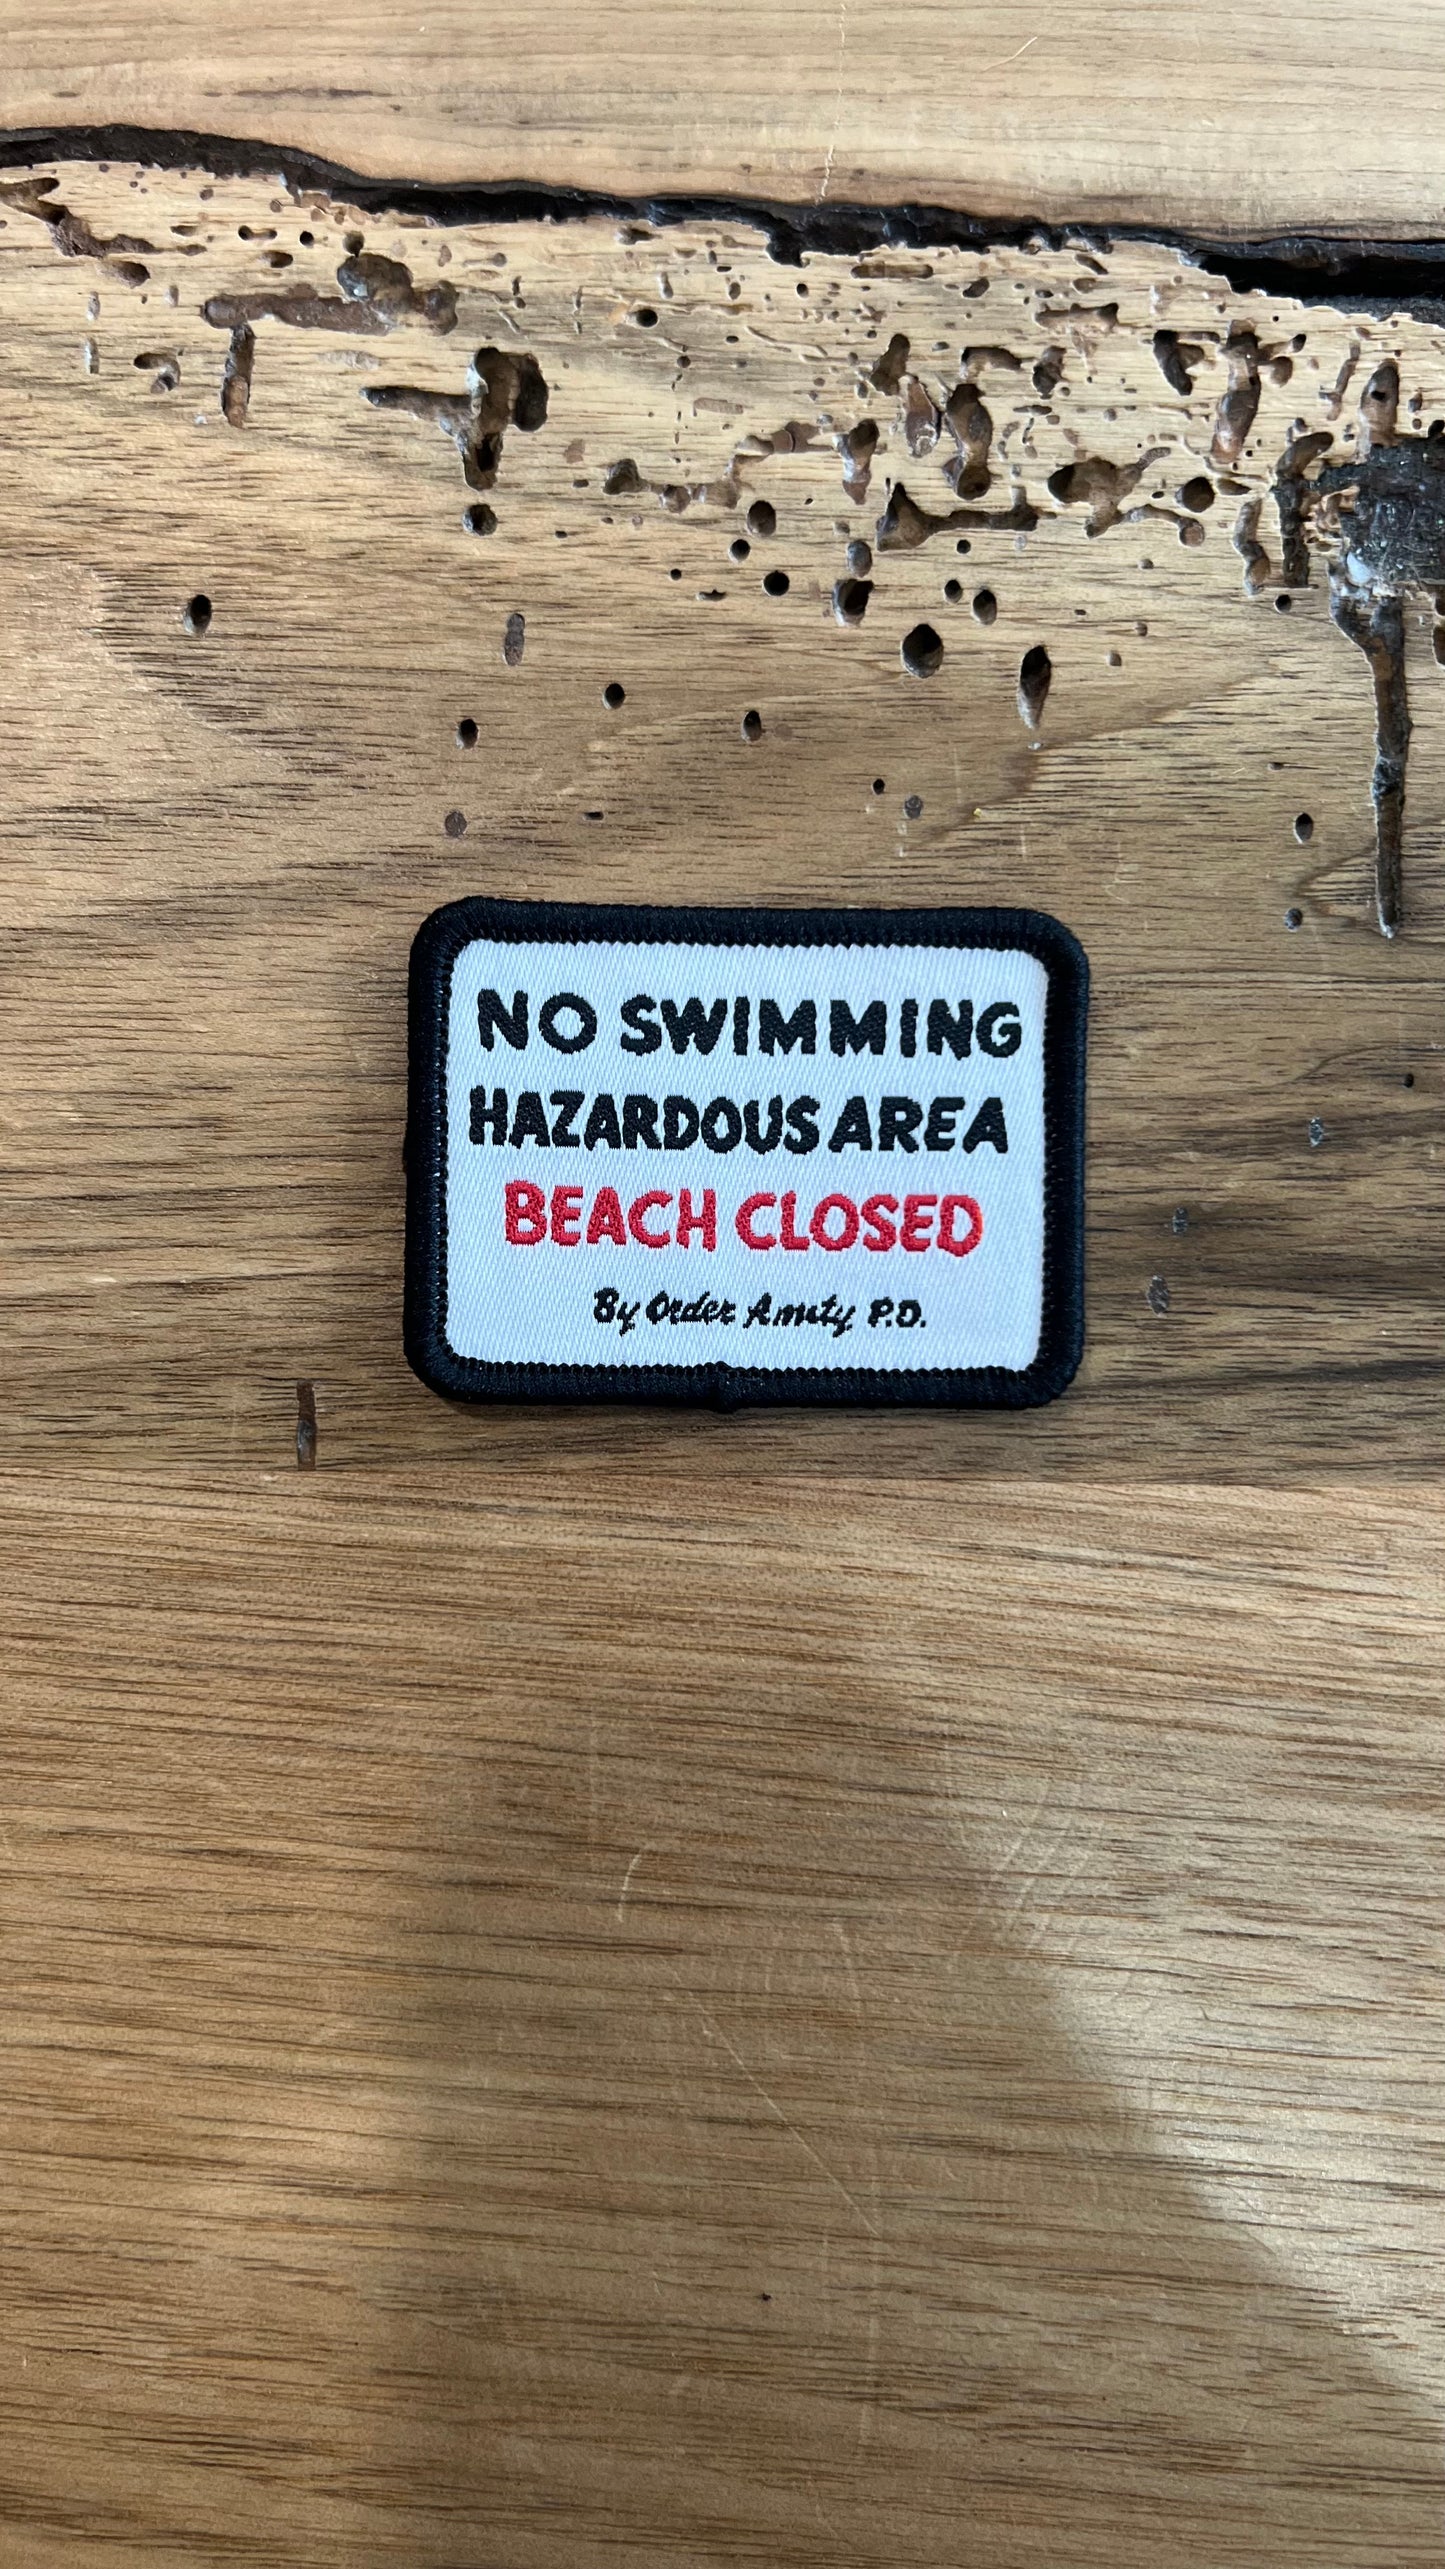 NO SWIMMING
HAZARDOUS AREA
BEACH CLOSED
By Order Amity P.D.